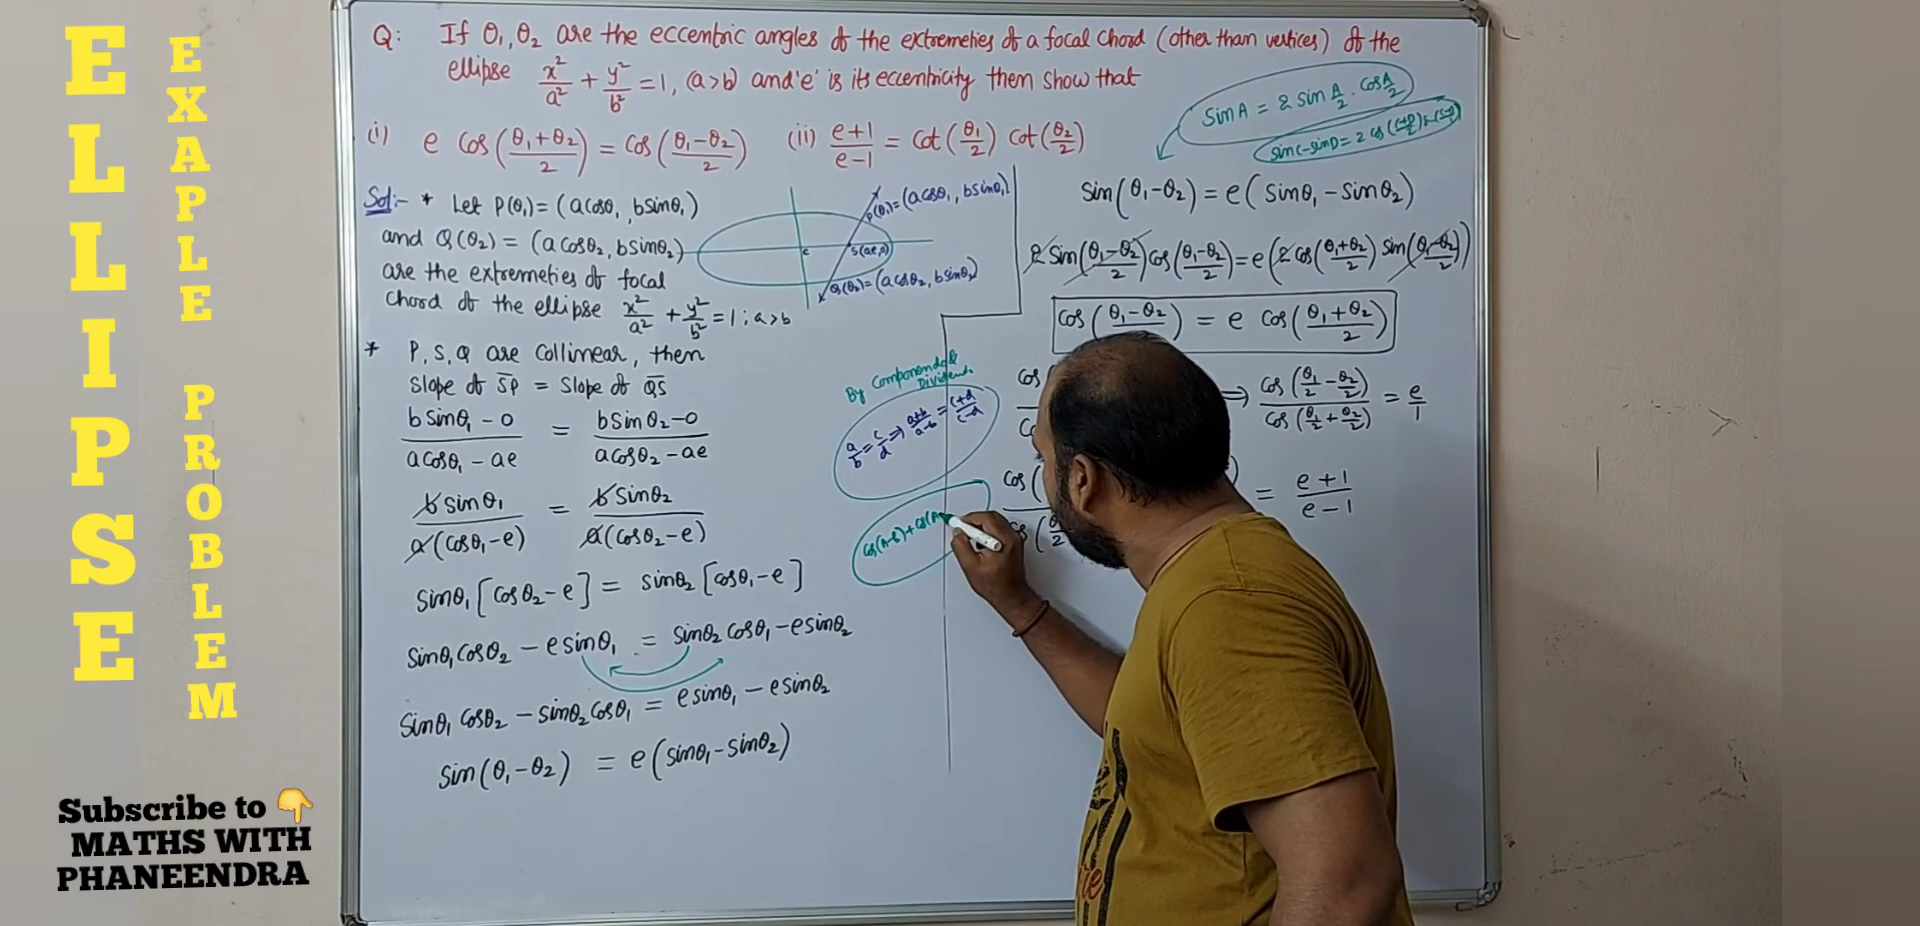 ELLIPSE
EXAPLE PROBLEM
Subscribe to 👇
MATHS WITH
PHANEENDRA
Q: If θ₁, θ₂ are the eccentric angles of the extremeties of a focal chord (other than vertices) of the
ellipse x²/a² + y²/b² = 1, (a>b) and 'e' is its eccentricity then show that
(i) e Cos((θ₁+θ₂)/2) = Cos((θ₁-θ₂)/2) (ii) (e+1)/(e-1) = Cot(θ₁/2) Cot(θ₂/2)
Sol:- * Let P(θ₁) = (a cosθ₁, b sinθ₁)
and Q(θ₂) = (a cosθ₂, b sinθ₂)
are the extremeties of focal
Chord of the ellipse x²/a² + y²/b² = 1 ; a>b
P(θ₁) = (a cosθ₁, b sinθ₁)
C
S(ae, 0)
Q(θ₂) = (a cosθ₂, b sinθ₂)
* P, S, Q are Collinear, then
Slope of SP = Slope of QS
(b sinθ₁ - 0)/(a cosθ₁ - ae) = (b sinθ₂ - 0)/(a cosθ₂ - ae)
b sinθ₁/(a(cosθ₁ - e)) = b sinθ₂/(a(cosθ₂ - e))
sinθ₁[cosθ₂ - e] = sinθ₂[cosθ₁ - e]
sinθ₁ cosθ₂ - e sinθ₁ = sinθ₂ cosθ₁ - e sinθ₂
sinθ₁ cosθ₂ - sinθ₂ cosθ₁ = e sinθ₁ - e sinθ₂
sin(θ₁ - θ₂) = e(sinθ₁ - sinθ₂)
SinA = 2 sin A/2 . cos A/2
sinC - sinD = 2 cos((C+D)/2) sin((C-D)/2)
sin(θ₁ - θ₂) = e(sinθ₁ - sinθ₂)
2 sin((θ₁-θ₂)/2) cos((θ₁-θ₂)/2) = e(2 cos((θ₁+θ₂)/2) sin((θ₁-θ₂)/2))
cos((θ₁-θ₂)/2) = e cos((θ₁+θ₂)/2)
By Componendo &
Dividendo
a/b = c/d ⇒ (a+b)/(a-b) = (c+d)/(c-d)
cos
⇒ cos(θ₁/2 - θ₂/2)/cos(θ₁/2 + θ₂/2) = e/1
cos( = (e+1)/(e-1)
cos(A-B)+cos(A